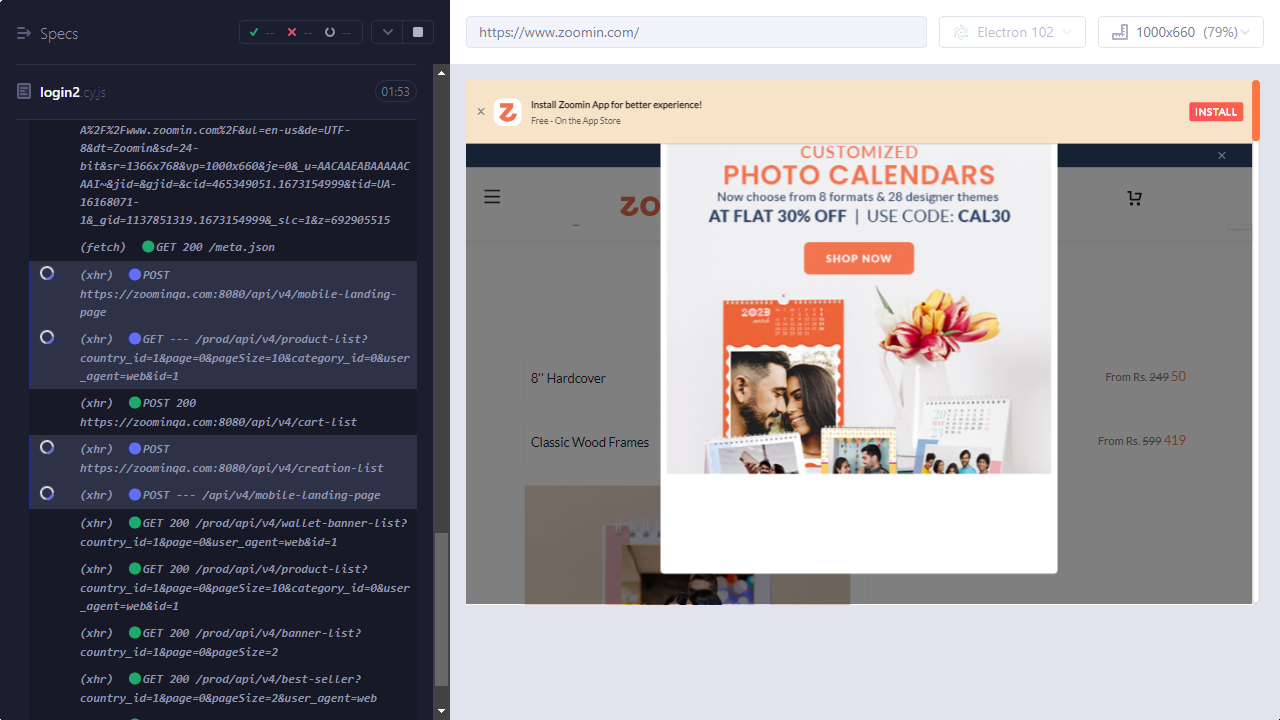 Specs
--
--
--
https://www.zoomin.com/
Electron 102
1000x660 (79%)
login2.cy.js
01:53
A%2F%2Fwww.zoomin.com%2F&ul=en-us&de=UTF-
8&dt=Zoomin&sd=24-
bit&sr=1366x768&vp=1000x660&je=0&_u=AACAAEABAAAAAC
AAI~&jid=&gjid=&cid=465349051.1673154999&tid=UA-
16168071-
1&_gid=1137851319.1673154999&_slc=1&z=692905515
(fetch) GET 200 /meta.json
(xhr) POST
https://zoominqa.com:8080/api/v4/mobile-landing-
page
(xhr) GET --- /prod/api/v4/product-list?
country_id=1&page=0&pageSize=10&category_id=0&user
_agent=web&id=1
(xhr) POST 200
https://zoominqa.com:8080/api/v4/cart-list
(xhr) POST
https://zoominqa.com:8080/api/v4/creation-list
(xhr) POST --- /api/v4/mobile-landing-page
(xhr) GET 200 /prod/api/v4/wallet-banner-list?
country_id=1&page=0&user_agent=web&id=1
(xhr) GET 200 /prod/api/v4/product-list?
country_id=1&page=0&pageSize=10&category_id=0&user
_agent=web&id=1
(xhr) GET 200 /prod/api/v4/banner-list?
country_id=1&page=0&pageSize=2
(xhr) GET 200 /prod/api/v4/best-seller?
country_id=1&page=0&pageSize=2&user_agent=web
Install Zoomin App for better experience!
Free - On the App Store
INSTALL
zo
CUSTOMIZED
PHOTO CALENDARS
Now choose from 8 formats & 28 designer themes
AT FLAT 30% OFF | USE CODE: CAL30
SHOP NOW
2023
8" Hardcover
From Rs. 249 50
Classic Wood Frames
From Rs. 599 419